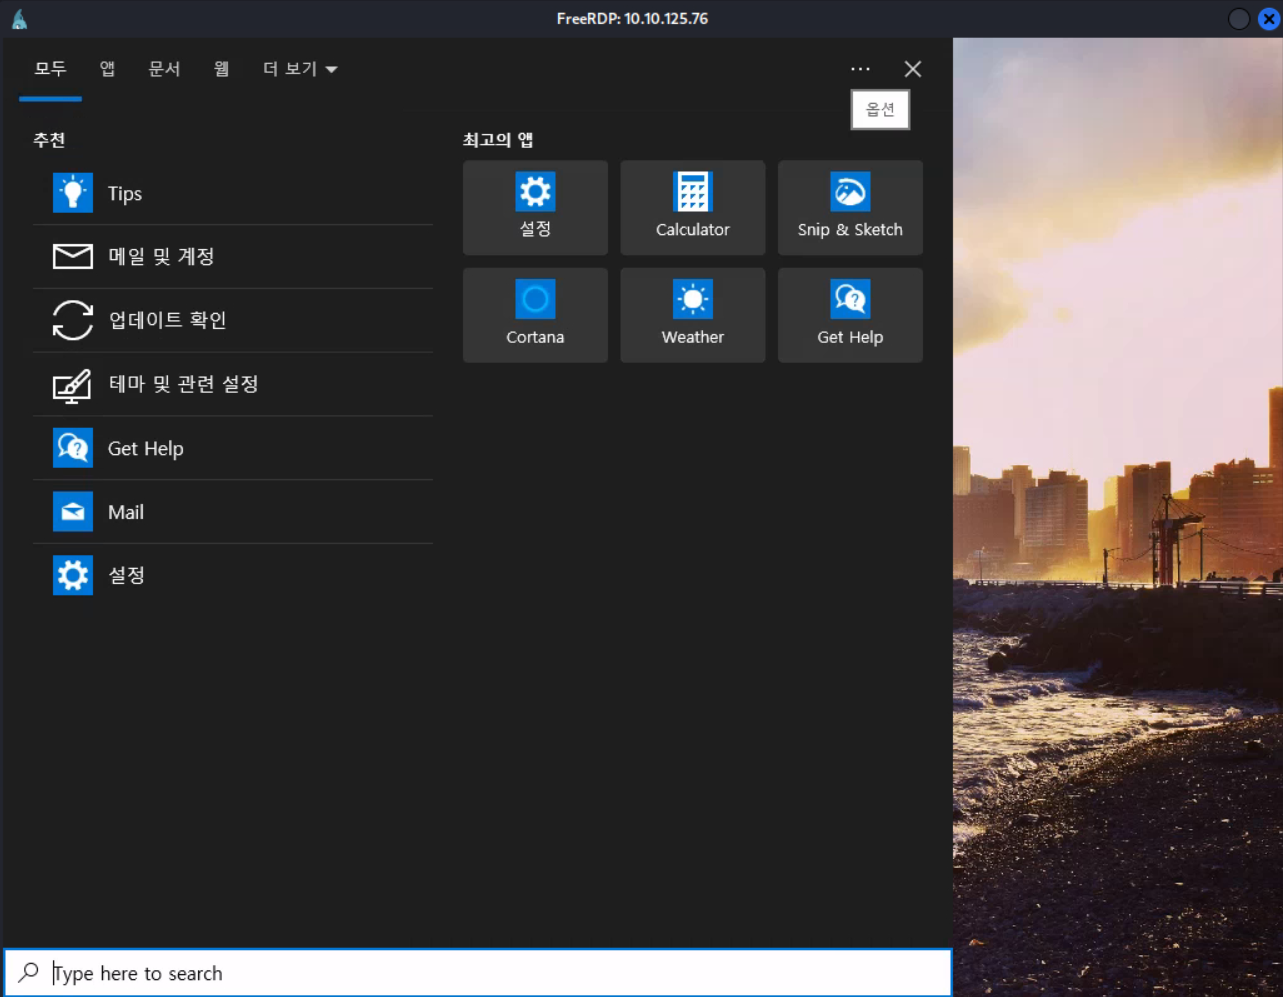 FreeRDP: 10.10.125.76
모두 앱 문서 웹 더 보기 ...
옵션
추천
Tips
메일 및 계정
업데이트 확인
테마 및 관련 설정
Get Help
Mail
설정
최고의 앱
설정 Calculator Snip & Sketch
Cortana Weather Get Help
Type here to search